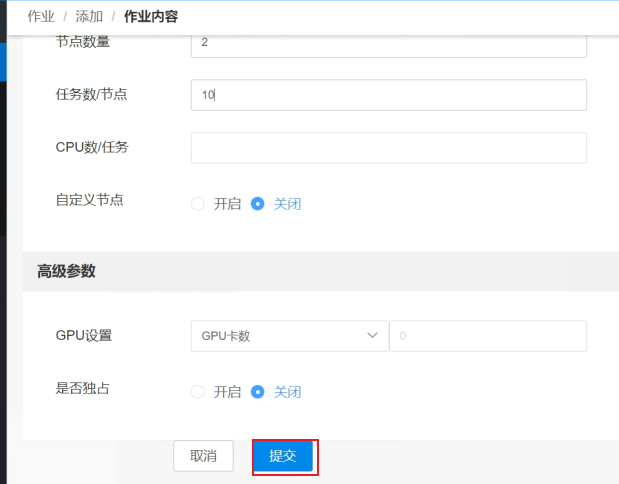 作业 / 添加 / 作业内容
节点数量 2
任务数/节点 10
CPU数/任务
自定义节点 开启 关闭
高级参数
GPU设置 GPU卡数 0
是否独占 开启 关闭
取消 提交